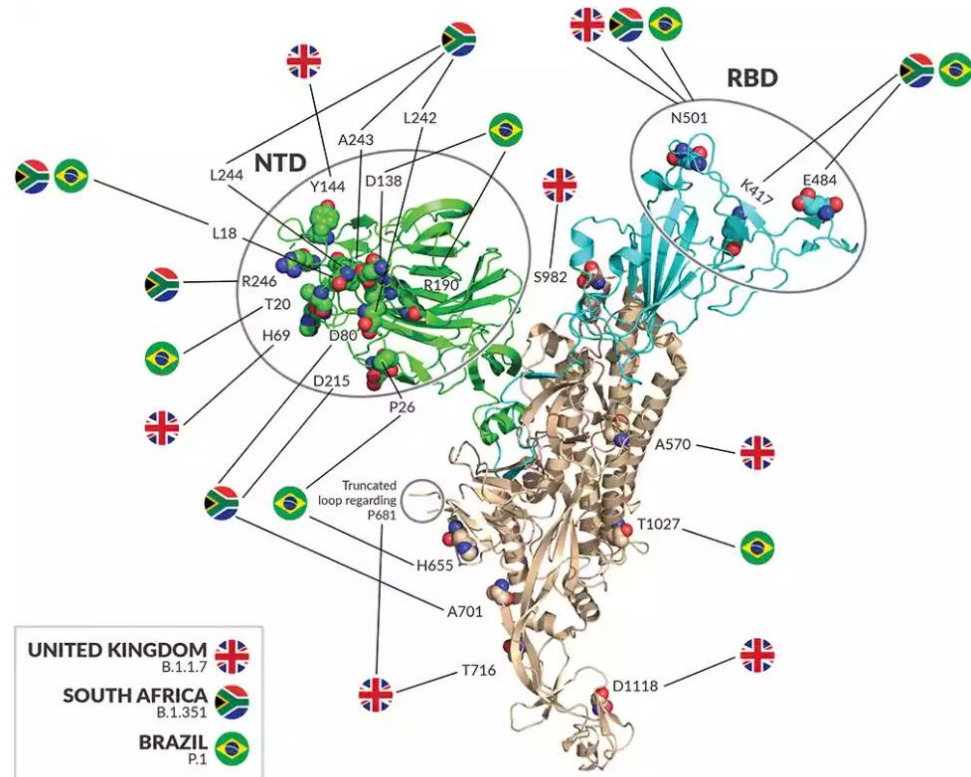 RBD
N501
L242
A243
NTD
L244
Y144
D138
K417
E484
L18
S982
R246
R190
T20
H69
D80
D215
P26
A570
Truncated
loop regarding
P681
T1027
H655
A701
T716
D1118
UNITED KINGDOM
B.1.1.7
SOUTH AFRICA
B.1.351
BRAZIL
P.1